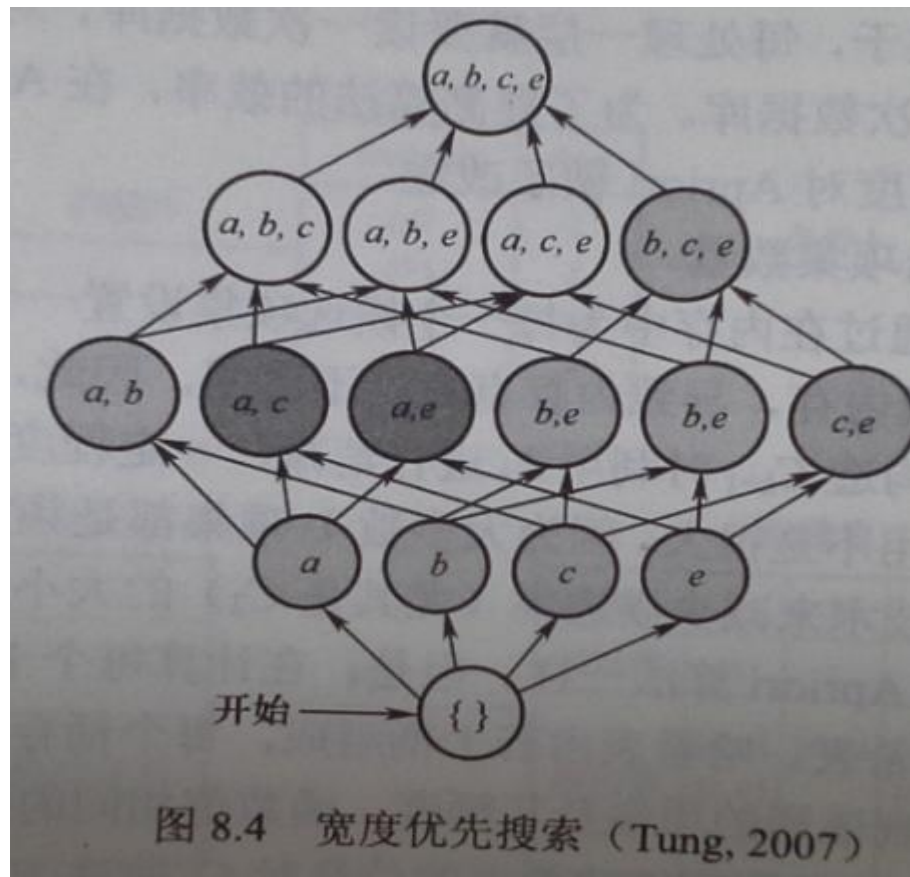 a, b, c, e
a, b, c
a, b, e
a, c, e
b, c, e
a, b
a, c
a,e
b,e
b,e
c,e
a
b
c
e
开始
{ }
图 8.4 宽度优先搜索（Tung, 2007）